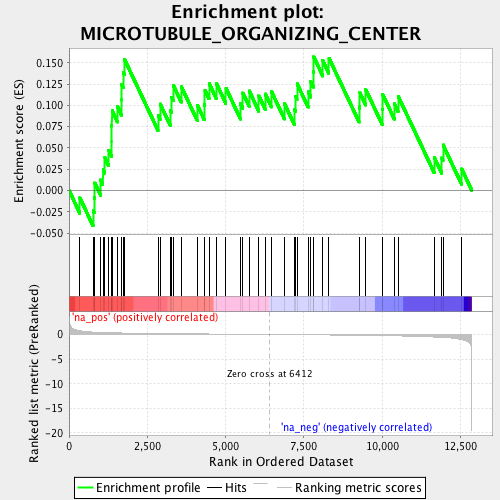 Enrichment plot:
MICROTUBULE_ORGANIZING_CENTER
Enrichment score (ES)
0.150
0.125
0.100
0.075
0.050
0.025
0.000
-0.025
-0.050
Ranked list metric (PreRanked)
'na_pos' (positively correlated)
0
-5
-10
-15
-20
Zero cross at 6412
'na_neg' (negatively correlated)
0
2,500
5,000
7,500
10,000
12,500
Rank in Ordered Dataset
Enrichment profile
Hits
Ranking metric scores